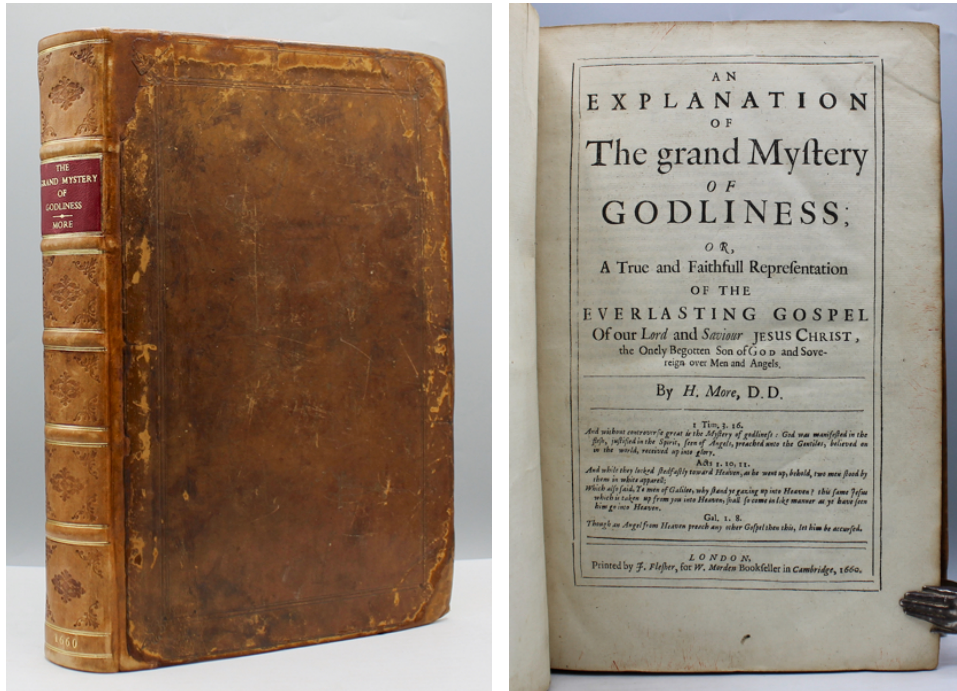 THE
GRAND MYSTERY
OF
GODLINESS
MORE
1660
AN
EXPLANATION
OF
The grand Myſtery
OF
GODLINESS;
OR,
A True and Faithfull Repreſentation
OF THE
EVERLASTING GOSPEL
Of our Lord and Saviour JESUS CHRIST,
the Onely Begotten Son of GOD and Sove-
reign over Men and Angels.
By H. More, D. D.
1 Tim. 3. 16.
And without controverſe great is the Myſtery of godlineſs: God was manifeſted in the
fleſh, juſtified in the Spirit, ſeen of Angels, preached unto the Gentiles, believed on
in the world, received up into glory.
Acts 1. 10, 11.
And while they looked ſtedfaſtly toward Heaven, as he went up, behold, two men ſtood by
them in white apparell;
Which alſo ſaid, Ye men of Galilee, why ſtand ye gazing up into Heaven? this ſame Jeſus
which is taken up from you into Heaven, ſhall ſo come in like manner as ye have ſeen
him go into Heaven.
Gal. 1. 8.
Though an Angel from Heaven preach any other Goſpel then this, let him be accurſed.
LONDON,
Printed by J. Fleſher, for W. Morden Bookſeller in Cambridge, 1660.